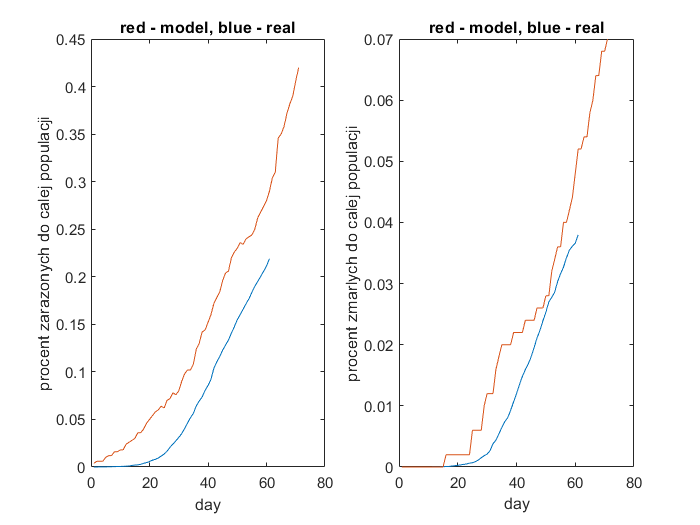 red - model, blue - real
procent zarazonych do calej populacji
0.45
0.4
0.35
0.3
0.25
0.2
0.15
0.1
0.05
0
0 20 40 60 80
day
red - model, blue - real
procent zmarlych do calej populacji
0.07
0.06
0.05
0.04
0.03
0.02
0.01
0
0 20 40 60 80
day